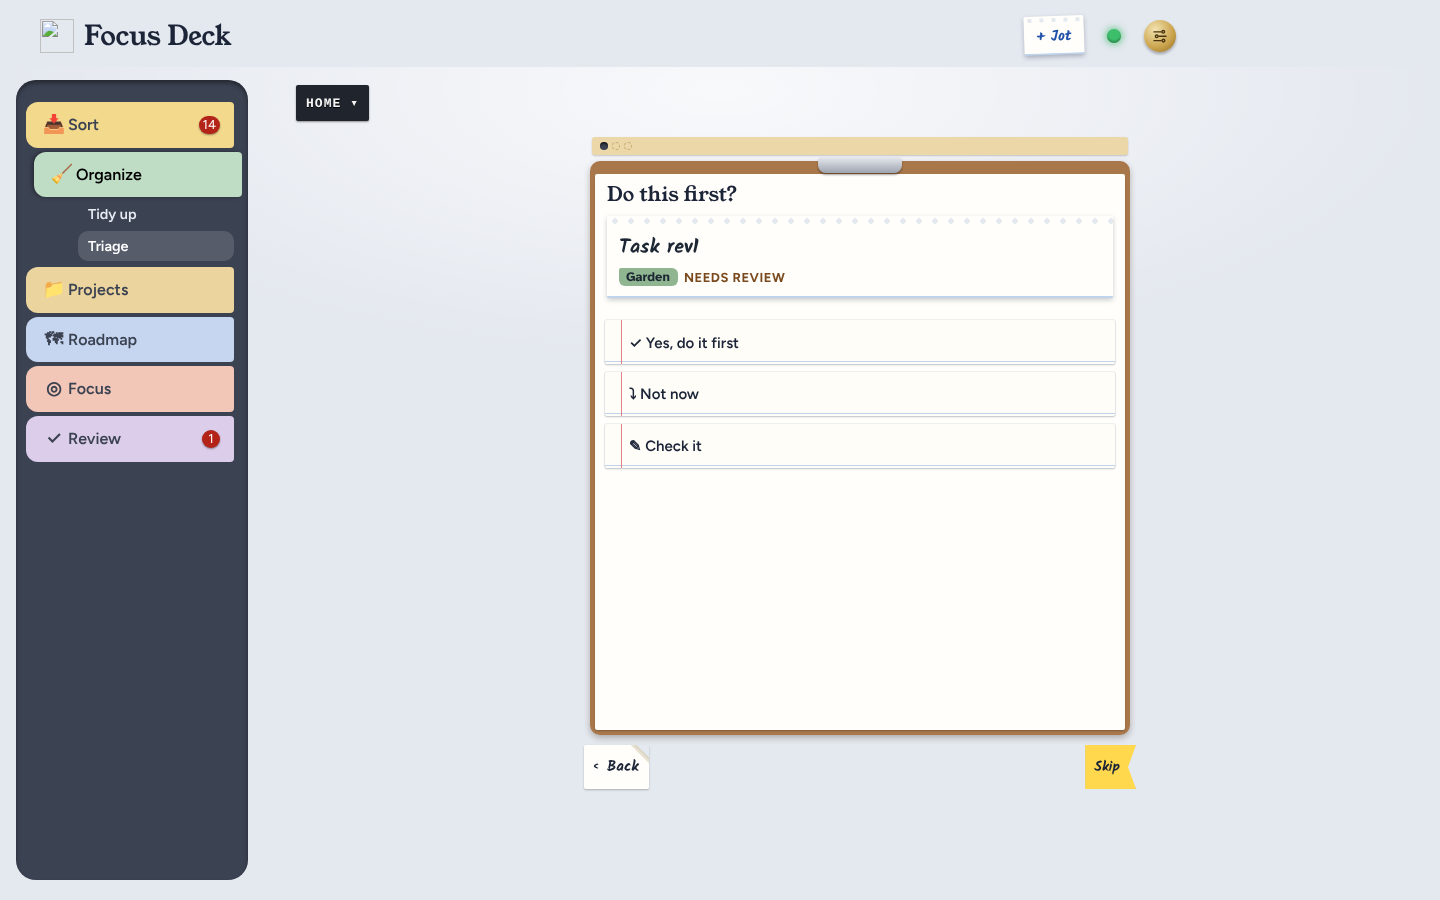 Focus Deck
+ Jot
HOME ▾
Sort 14
Organize
Tidy up
Triage
Projects
Roadmap
Focus
Review 1
Do this first?
Task rev1
Garden NEEDS REVIEW
✓ Yes, do it first
⤵ Not now
✎ Check it
< Back
Skip